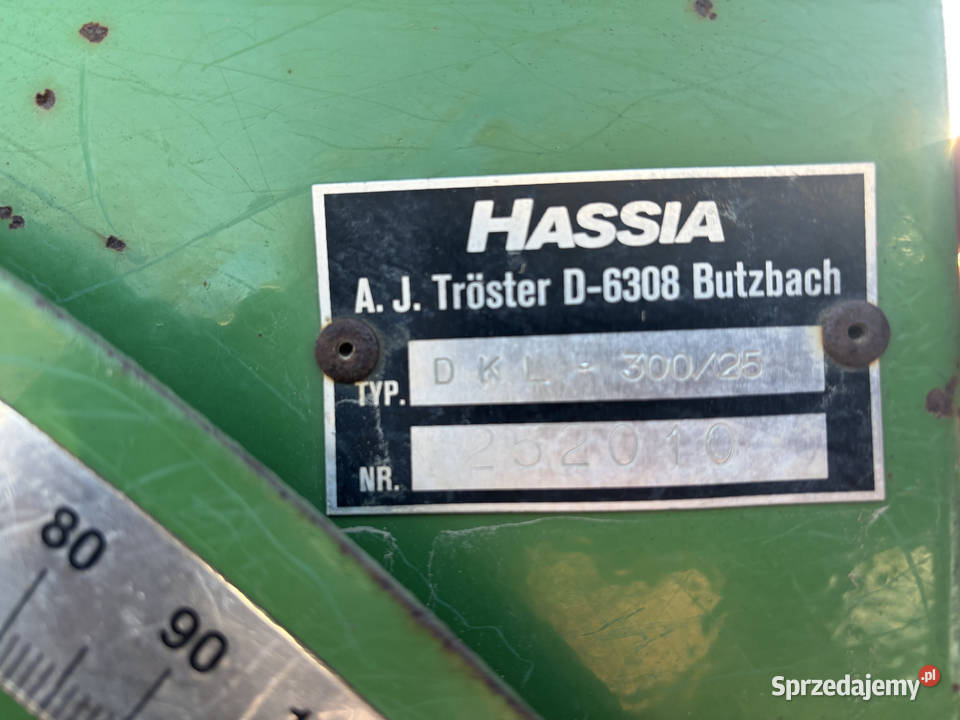 HASSIA
A. J. Tröster D-6308 Butzbach
TYP. DKL - 300/25
NR. 252010
80
90
Sprzedajemy.pl